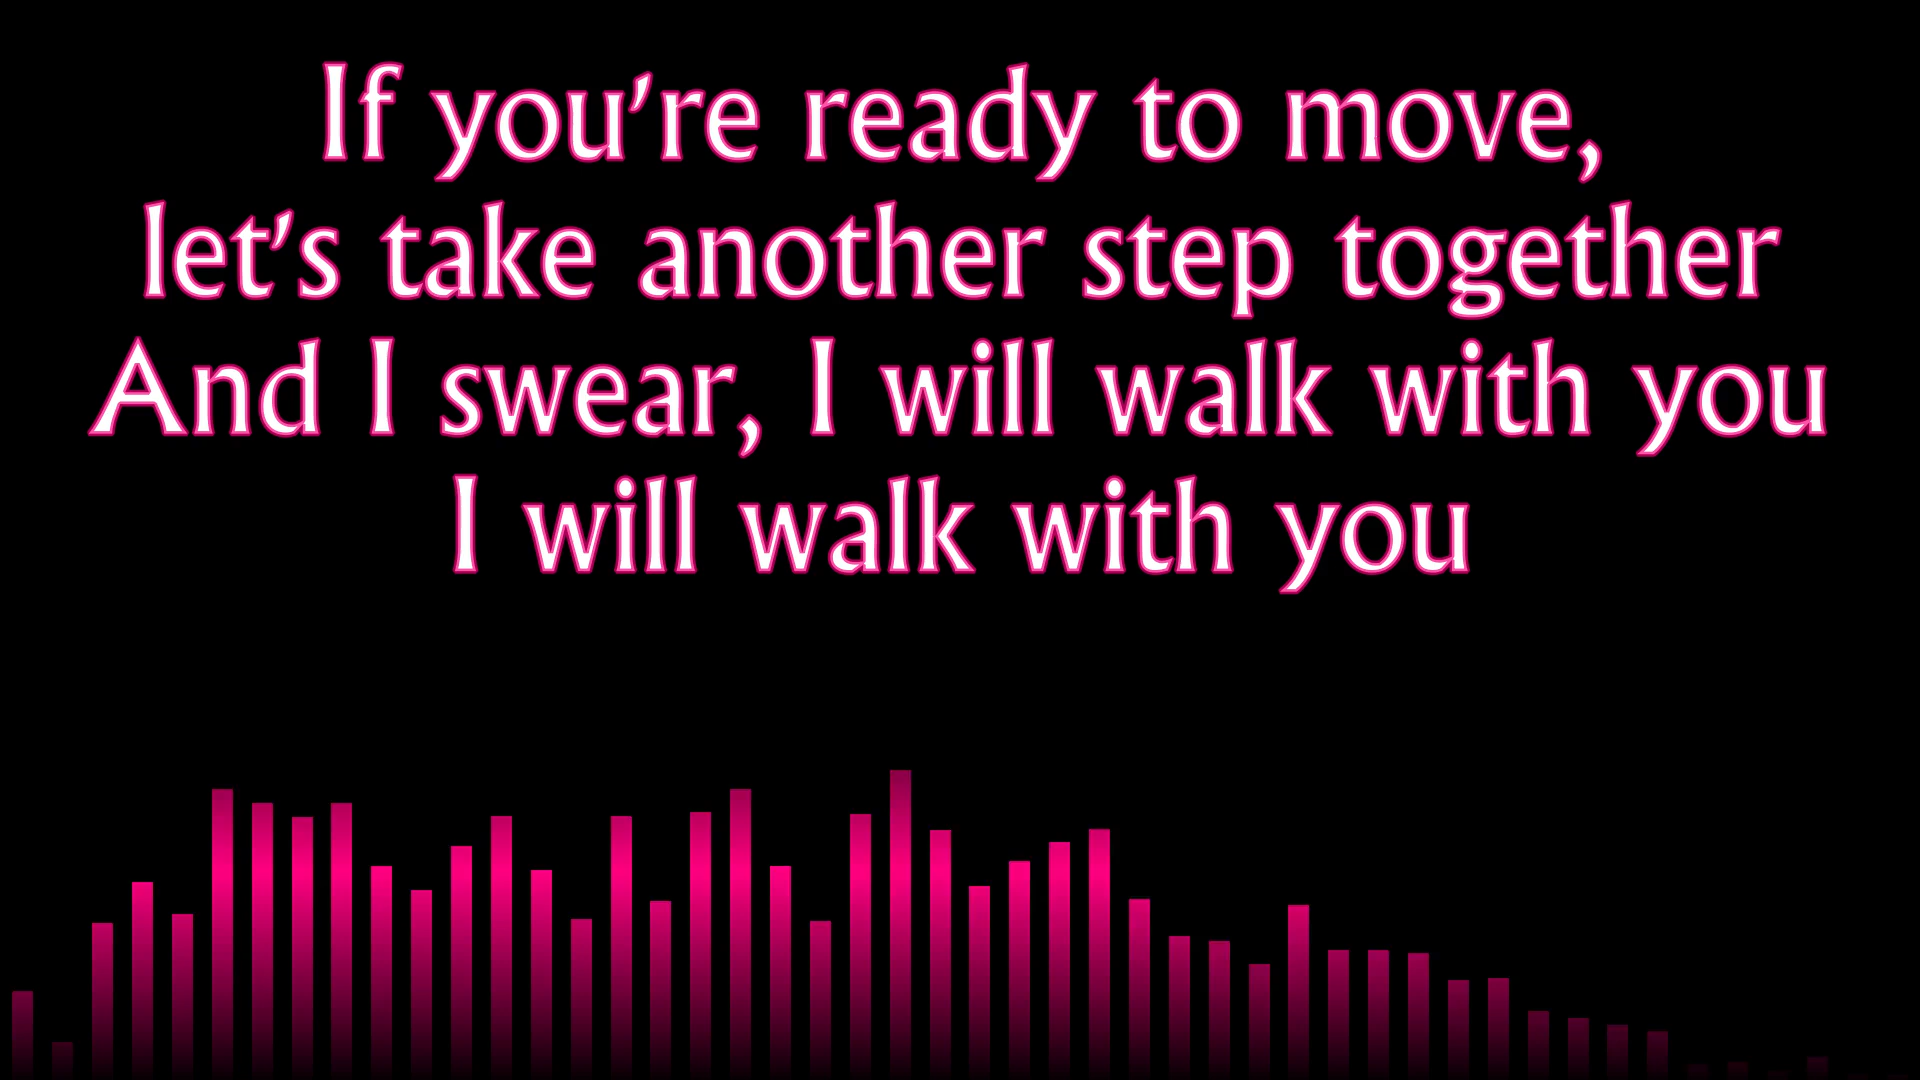 If you're ready to move,
let's take another step together
And I swear, I will walk with you
I will walk with you